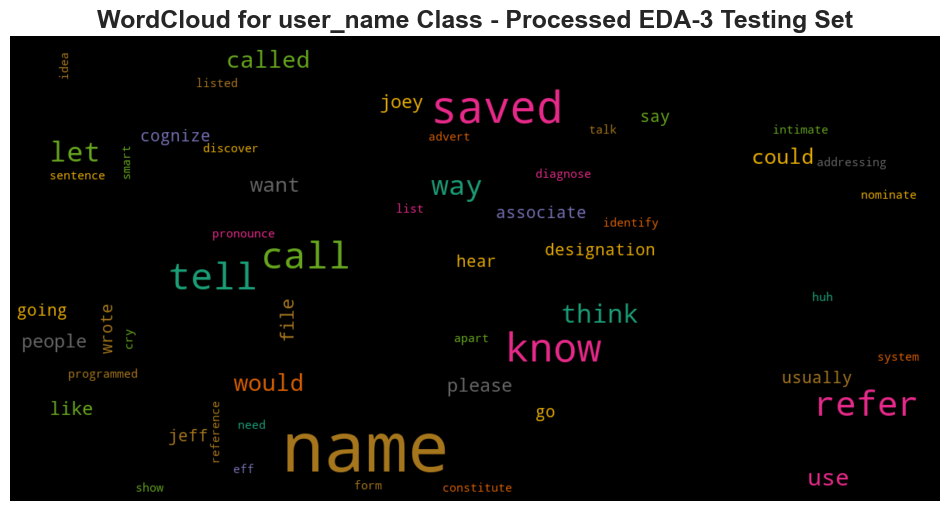 WordCloud for user_name Class - Processed EDA-3 Testing Set
idea
called
listed
joey
saved
say
talk
intimate
cognize
advert
let
discover
smart
could
addressing
sentence
want
way
diagnose
nominate
list
associate
identify
pronounce
call
hear
designation
tell
huh
going
wrote
file
think
people
cry
apart
know
system
programmed
would
please
usually
like
reference
need
go
refer
jeff
name
eff
use
show
form
constitute